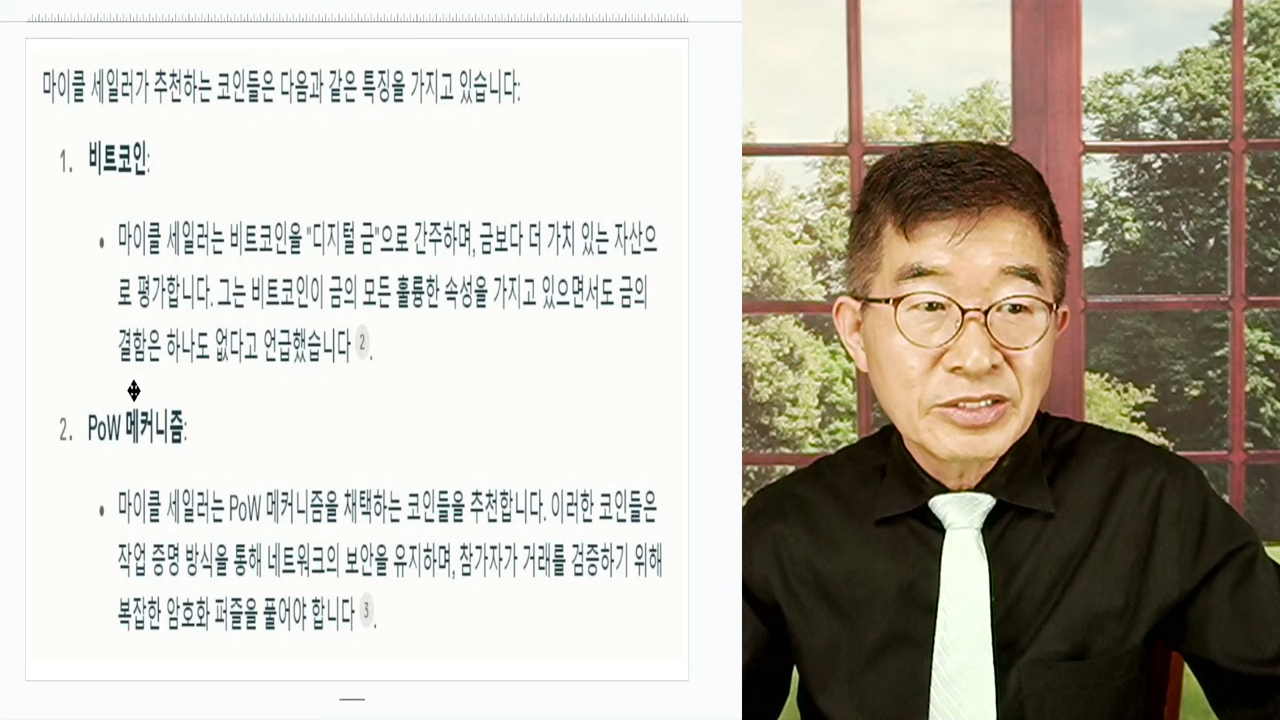 마이클 세일러가 추천하는 코인들은 다음과 같은 특징을 가지고 있습니다:
1. 비트코인:
• 마이클 세일러는 비트코인을 "디지털 금"으로 간주하며, 금보다 더 가치 있는 자산으
로 평가합니다. 그는 비트코인이 금의 모든 훌륭한 속성을 가지고 있으면서도 금의
결함은 하나도 없다고 언급했습니다 2.
2. PoW 메커니즘:
• 마이클 세일러는 PoW 메커니즘을 채택하는 코인들을 추천합니다. 이러한 코인들은
작업 증명 방식을 통해 네트워크의 보안을 유지하며, 참가자가 거래를 검증하기 위해
복잡한 암호화 퍼즐을 풀어야 합니다 3.